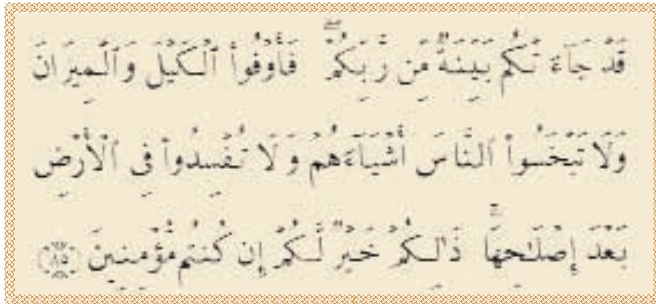 قَدْ جَآءَتْكُم بَيِّنَةٌ مِّن رَّبِّكُمْ ۖ فَأَوْفُوا۟ ٱلْكَيْلَ وَٱلْمِيزَانَ
وَلَا تَبْخَسُوا۟ ٱلنَّاسَ أَشْيَآءَهُمْ وَلَا تُفْسِدُوا۟ فِى ٱلْأَرْضِ
بَعْدَ إِصْلَٰحِهَا ۚ ذَٰلِكُمْ خَيْرٌ لَّكُمْ إِن كُنتُم مُّؤْمِنِينَ ﴿٨٥﴾